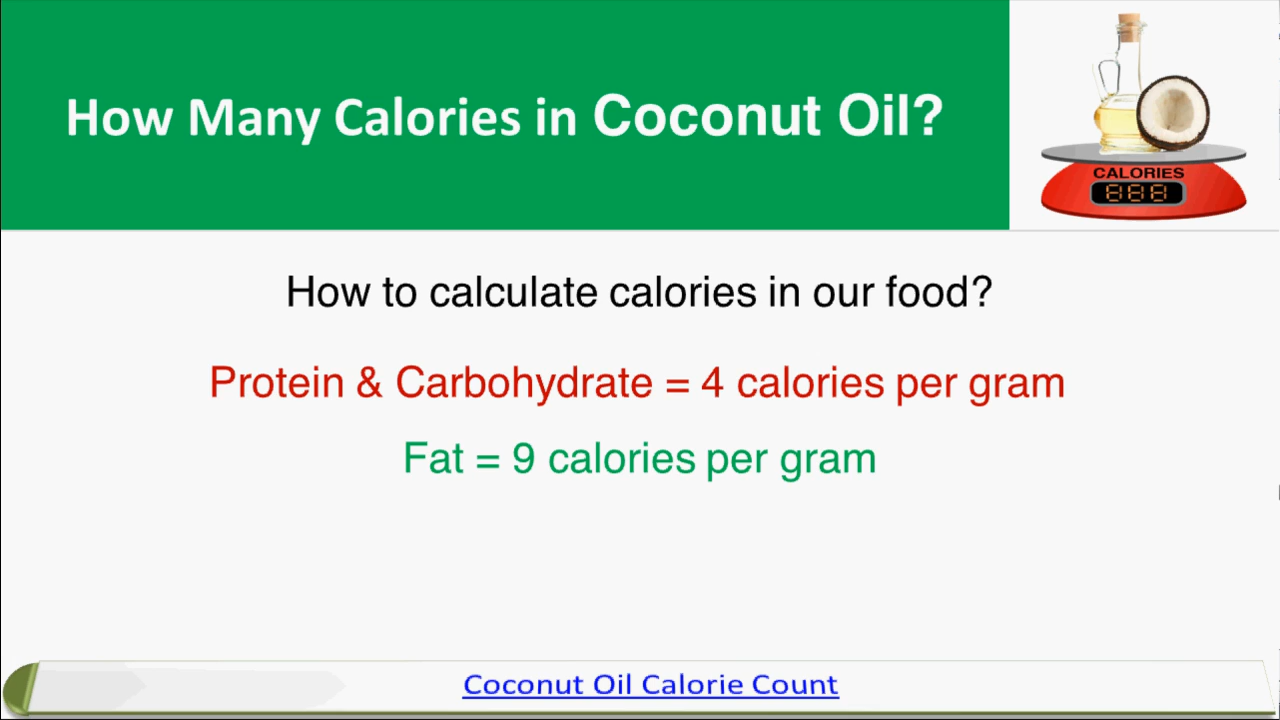 How Many Calories in Coconut Oil?
CALORIES
888
How to calculate calories in our food?
Protein & Carbohydrate = 4 calories per gram
Fat = 9 calories per gram
Coconut Oil Calorie Count